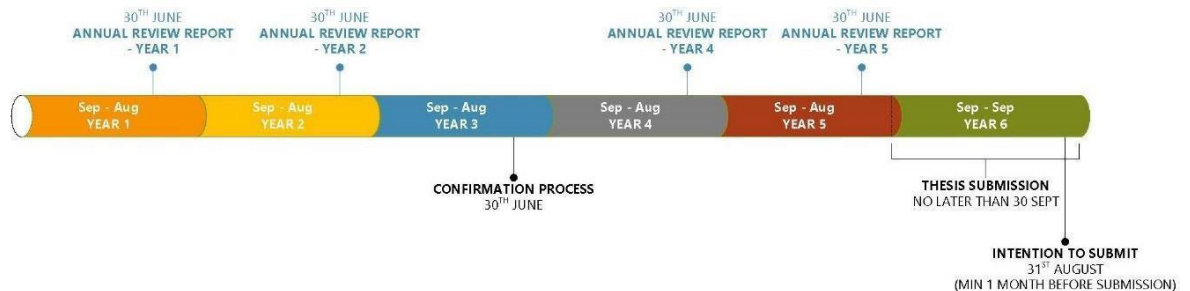 30TH JUNE
ANNUAL REVIEW REPORT
- YEAR 1
30TH JUNE
ANNUAL REVIEW REPORT
- YEAR 2
30TH JUNE
ANNUAL REVIEW REPORT
- YEAR 4
30TH JUNE
ANNUAL REVIEW REPORT
- YEAR 5
Sep - Aug
YEAR 1
Sep - Aug
YEAR 2
Sep - Aug
YEAR 3
Sep - Aug
YEAR 4
Sep - Aug
YEAR 5
Sep - Sep
YEAR 6
CONFIRMATION PROCESS
30TH JUNE
THESIS SUBMISSION
NO LATER THAN 30 SEPT
INTENTION TO SUBMIT
31ST AUGUST
(MIN 1 MONTH BEFORE SUBMISSION)